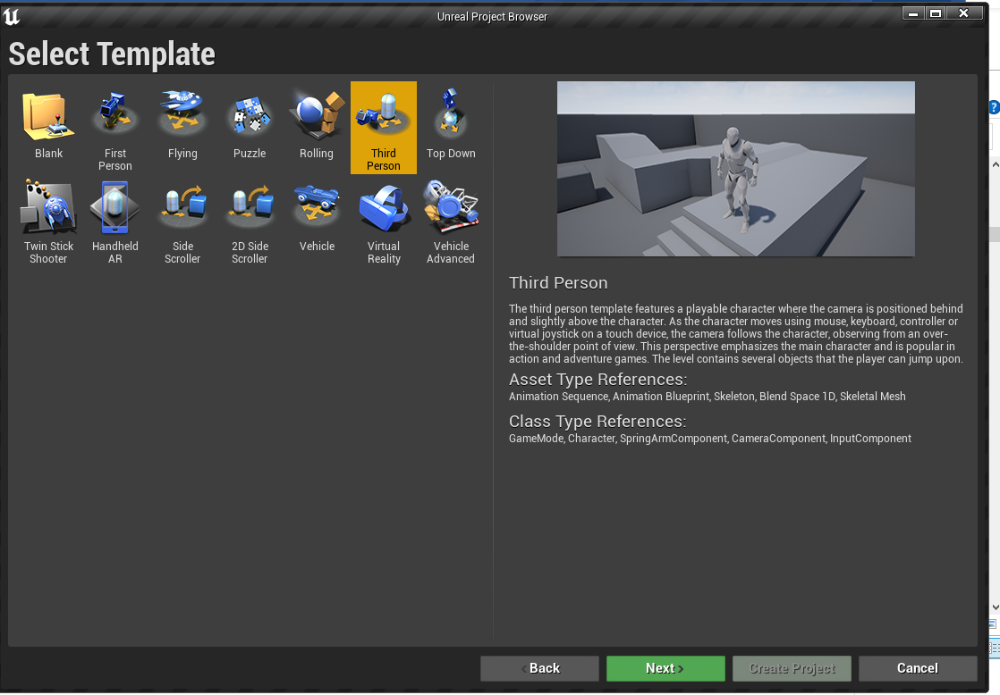 Unreal Project Browser
Select Template
Blank
First
Person
Flying
Puzzle
Rolling
Third
Person
Top Down
Twin Stick
Shooter
Handheld
AR
Side
Scroller
2D Side
Scroller
Vehicle
Virtual
Reality
Vehicle
Advanced
Third Person
The third person template features a playable character where the camera is positioned behind
and slightly above the character. As the character moves using mouse, keyboard, controller or
virtual joystick on a touch device, the camera follows the character, observing from an over-
the-shoulder point of view. This perspective emphasizes the main character and is popular in
action and adventure games. The level contains several objects that the player can jump upon.
Asset Type References:
Animation Sequence, Animation Blueprint, Skeleton, Blend Space 1D, Skeletal Mesh
Class Type References:
GameMode, Character, SpringArmComponent, CameraComponent, InputComponent
< Back
Next >
Create Project
Cancel